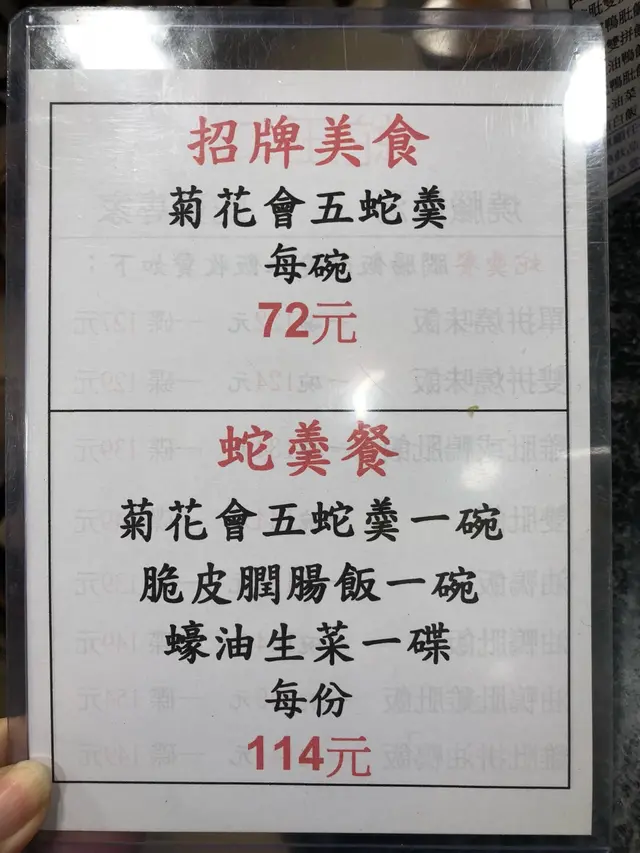 招牌美食
菊花會五蛇羹
每碗
72元
蛇羹餐
菊花會五蛇羹一碗
脆皮膶腸飯一碗
蠔油生菜一碟
每份
114元